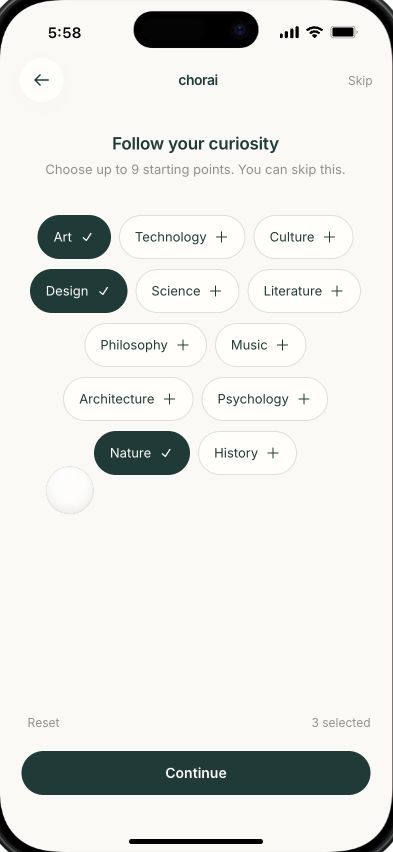 5:58
chorai Skip
Follow your curiosity
Choose up to 9 starting points. You can skip this.
Art Technology Culture
Design Science Literature
Philosophy Music
Architecture Psychology
Nature History
Reset 3 selected
Continue